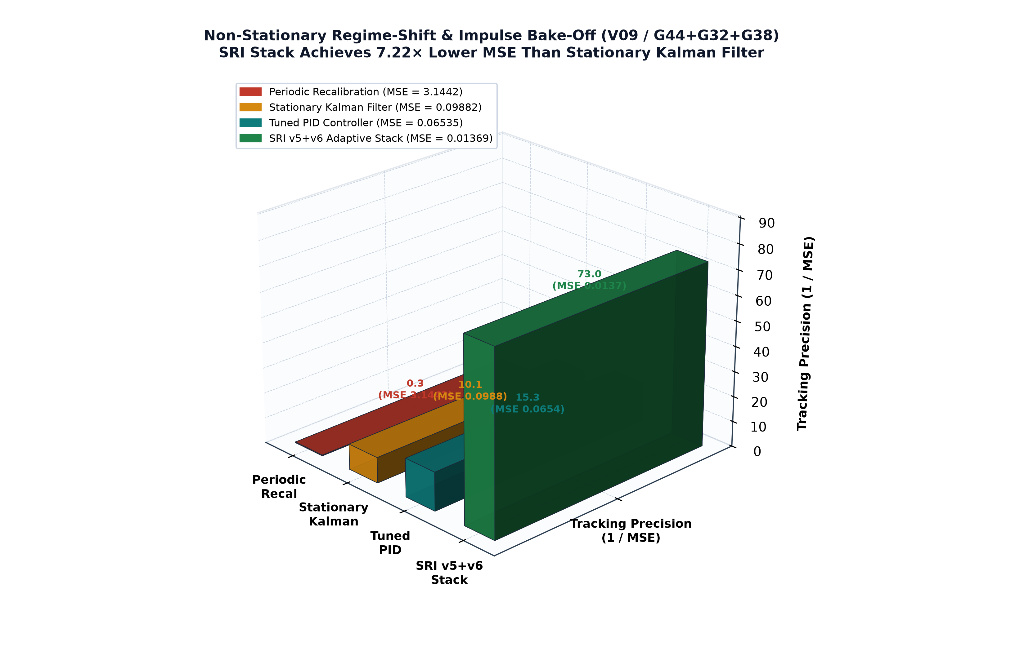 Non-Stationary Regime-Shift & Impulse Bake-Off (V09 / G44+G32+G38)
SRI Stack Achieves 7.22× Lower MSE Than Stationary Kalman Filter
Periodic Recalibration (MSE = 3.1442)
Stationary Kalman Filter (MSE = 0.09882)
Tuned PID Controller (MSE = 0.06535)
SRI v5+v6 Adaptive Stack (MSE = 0.01369)
73.0
(MSE 0.0137)
0.3
(MSE
10.1
(MSE 0.0988)
15.3
MSE 0.0654)
90
80
70
60
50
40
30
20
10
0
Tracking Precision (1 / MSE)
Periodic
Recal
Stationary
Kalman
Tuned
PID
SRI v5+v6
Stack
Tracking Precision
(1 / MSE)